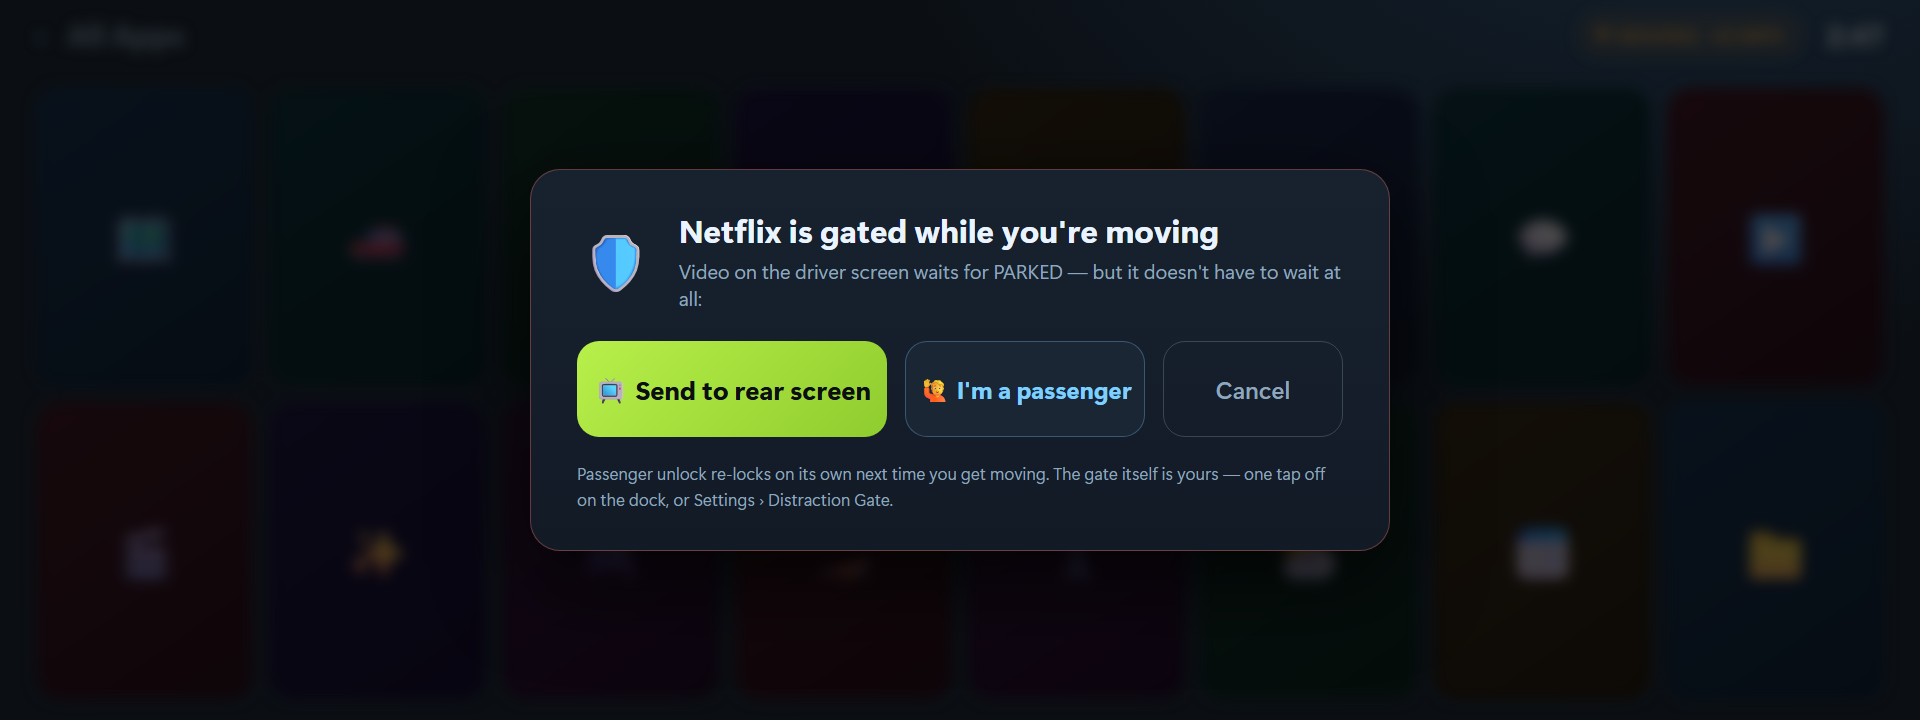 All Apps
Netflix is gated while you're moving
Video on the driver screen waits for PARKED — but it doesn't have to wait at
all:
Send to rear screen
I'm a passenger
Cancel
Passenger unlock re-locks on its own next time you get moving. The gate itself is yours — one tap off
on the dock, or Settings › Distraction Gate.